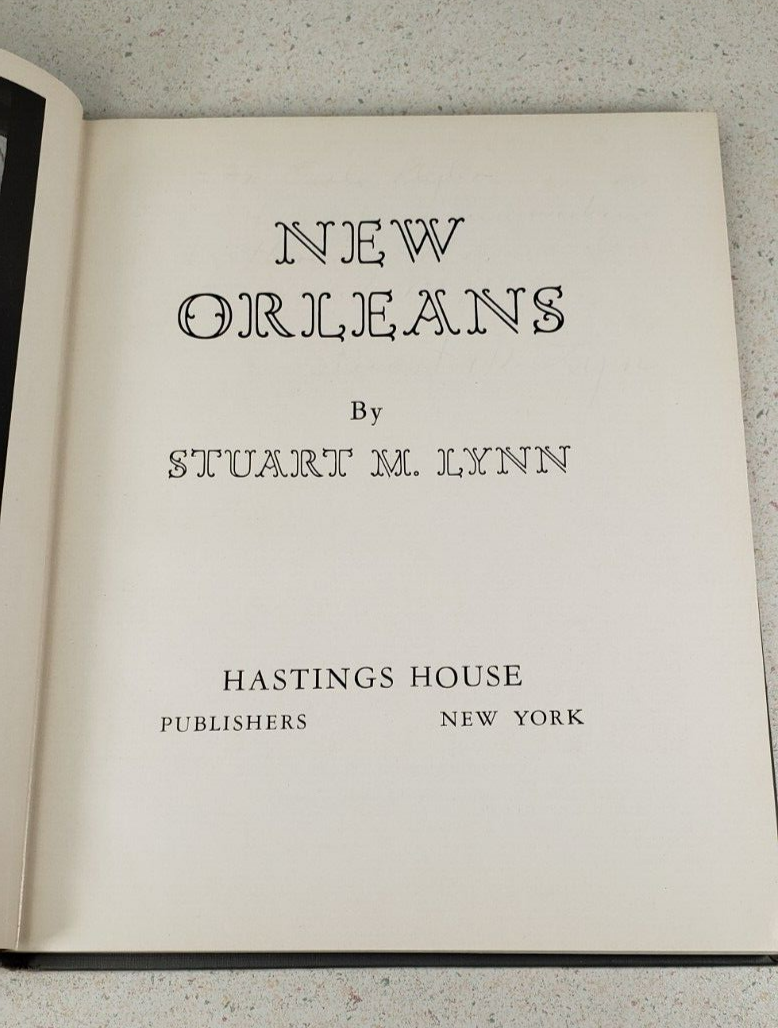 NEW
ORLEANS
By
STUART M. LYNN
HASTINGS HOUSE
PUBLISHERS NEW YORK